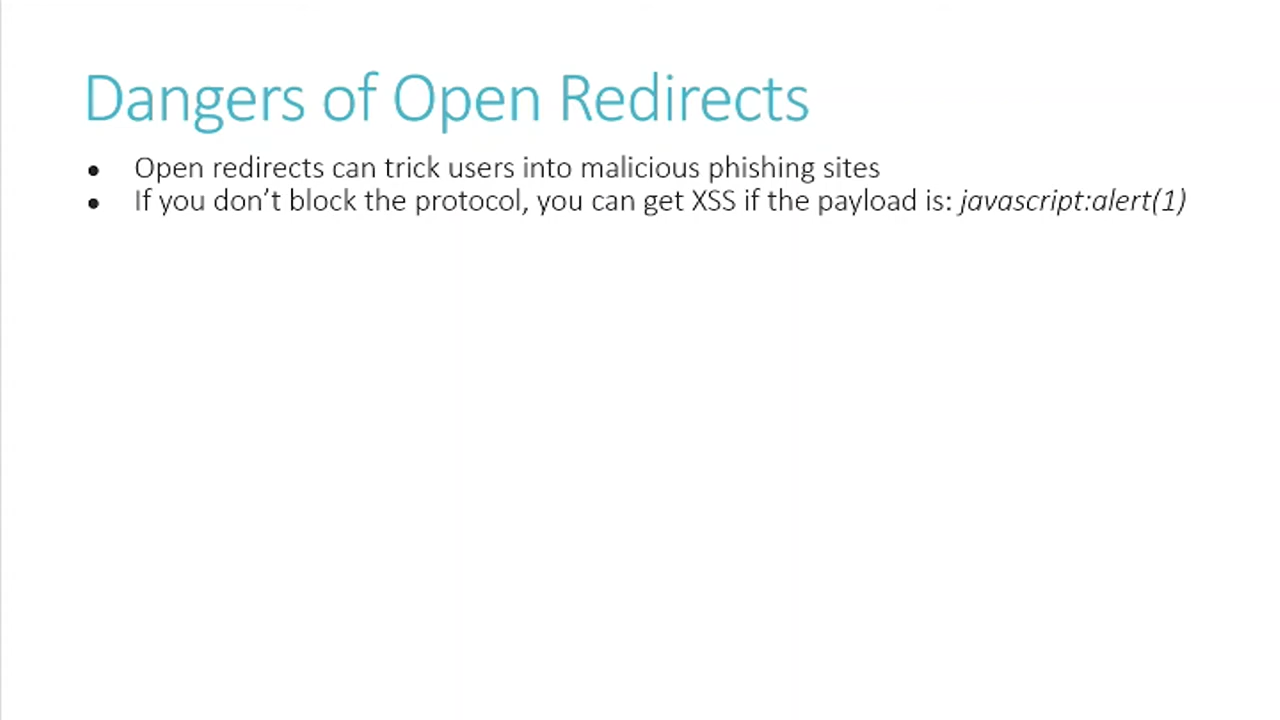 Dangers of Open Redirects
● Open redirects can trick users into malicious phishing sites
● If you don’t block the protocol, you can get XSS if the payload is: javascript:alert(1)